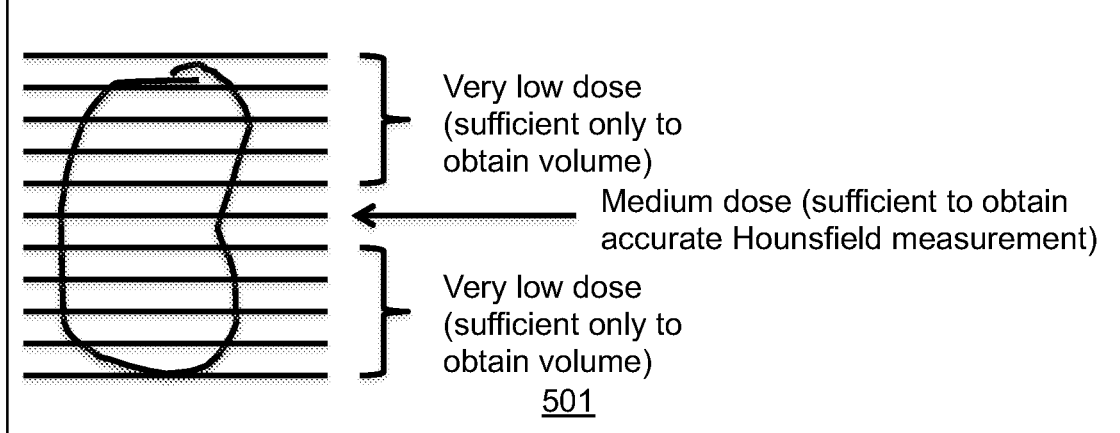 Very low dose
(sufficient only to
obtain volume)
Medium dose (sufficient to obtain
accurate Hounsfield measurement)
Very low dose
(sufficient only to
obtain volume)
501